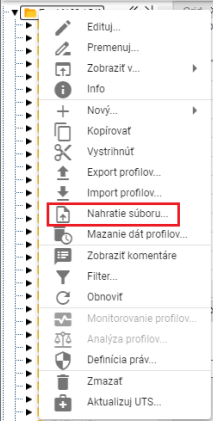 Edituj...
Premenuj...
Zobraziť v...
Info
Nový...
Kopírovať
Vystrihnúť
Export profilov...
Import profilov...
Nahratie súboru...
Mazanie dát profilov...
Zobraziť komentáre
Filter...
Obnoviť
Monitorovanie profilov...
Analýza profilov...
Definícia práv...
Zmazať
Aktualizuj UTS...